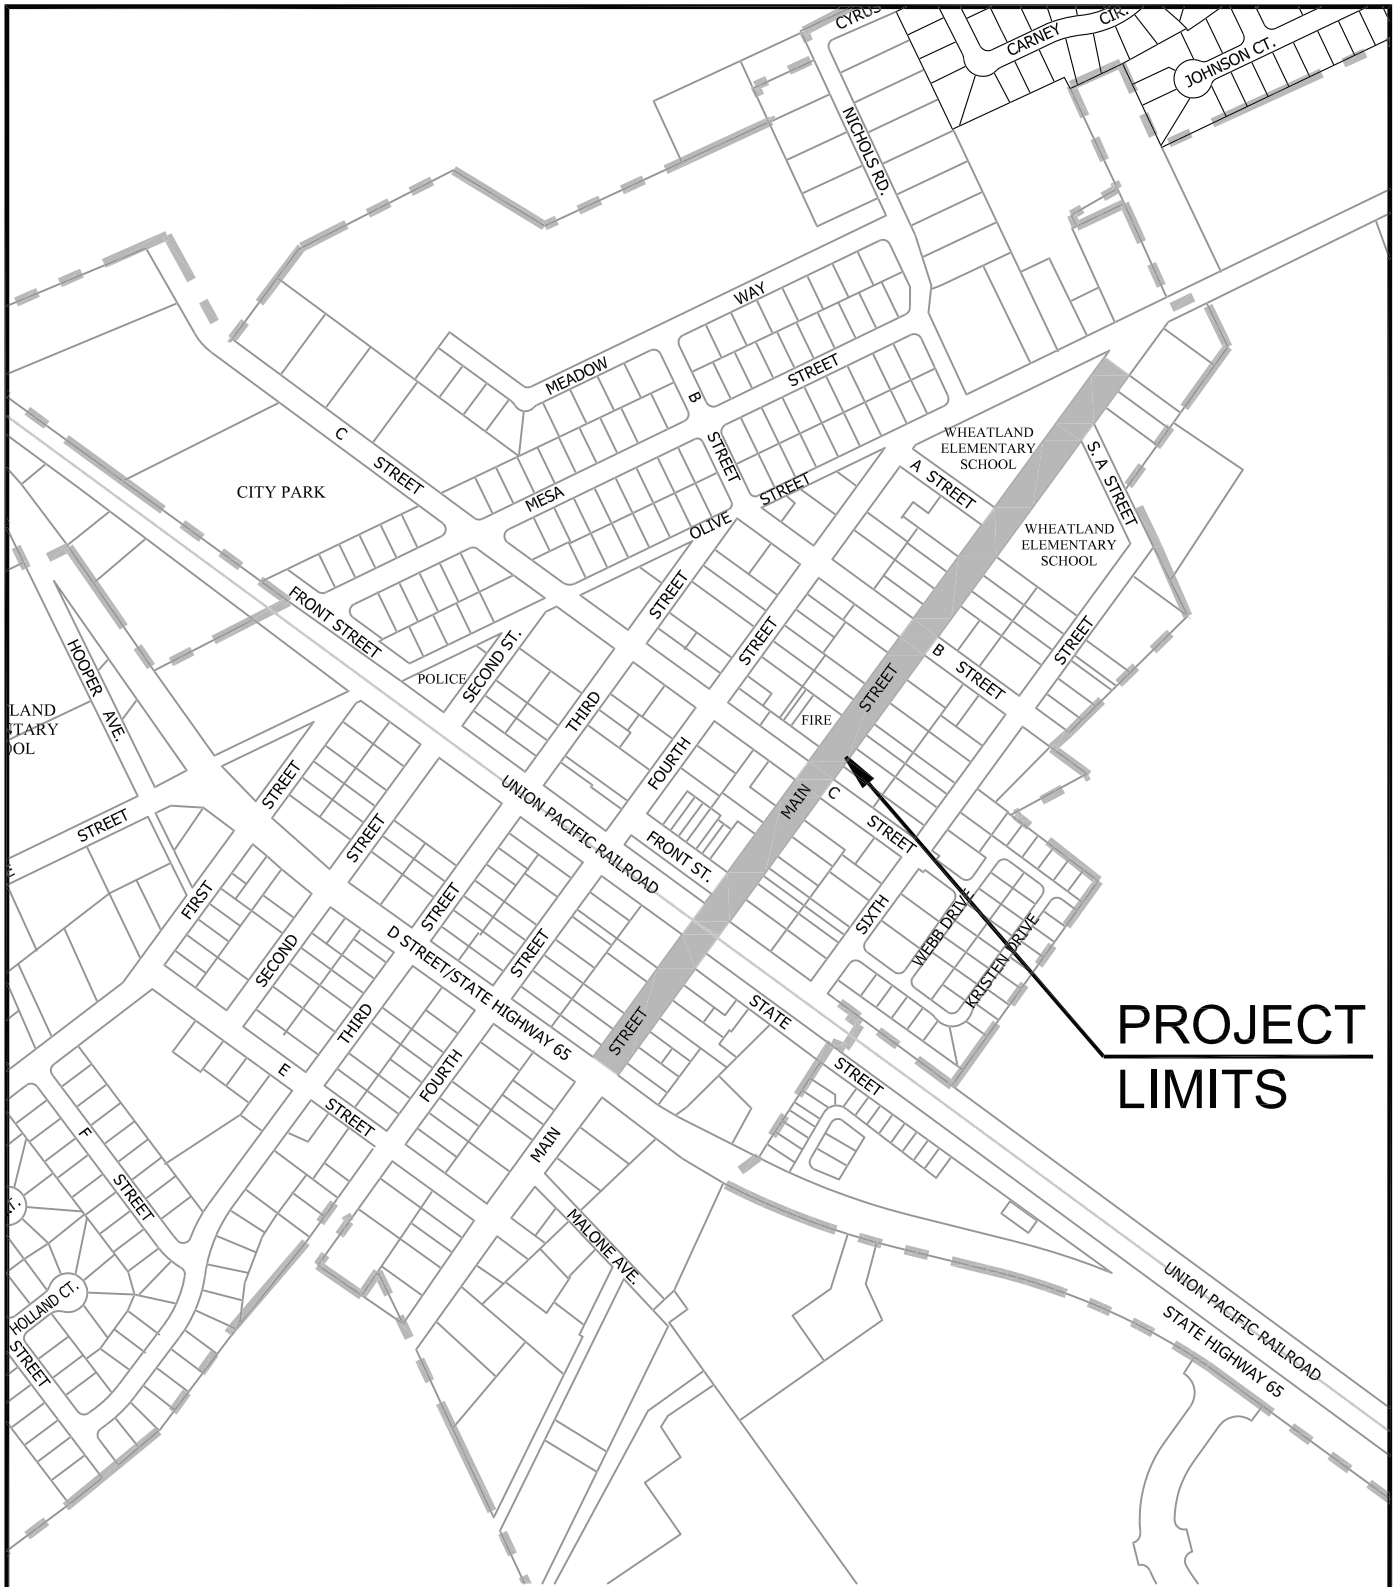 CYRUS
CARNEY
CIR.
JOHNSON CT.
NICHOLS RD.
MEADOW
WAY
B
STREET
STREET
MESA
OLIVE
STREET
C
STREET
CITY PARK
WHEATLAND
ELEMENTARY
SCHOOL
A STREET
S. A STREET
WHEATLAND
ELEMENTARY
SCHOOL
FRONT STREET
STREET
STREET
STREET
HOOPER
AVE.
POLICE
SECOND ST.
THIRD
FOURTH
B
STREET
STREET
FIRE
MAIN
C
STREET
LAND
NTARY
OOL
STREET
STREET
STREET
UNION PACIFIC RAILROAD
FRONT ST.
FIRST
SECOND
THIRD
FOURTH
STREET
STREET
D STREET/STATE HIGHWAY 65
STREET
SIXTH
WEBB DRIVE
KRISTEN DRIVE
STATE
STREET
PROJECT
LIMITS
E
STREET
F
STREET
MAIN
MALONE AVE.
HOLLAND CT.
STREET
T.
UNION PACIFIC RAILROAD
STATE HIGHWAY 65